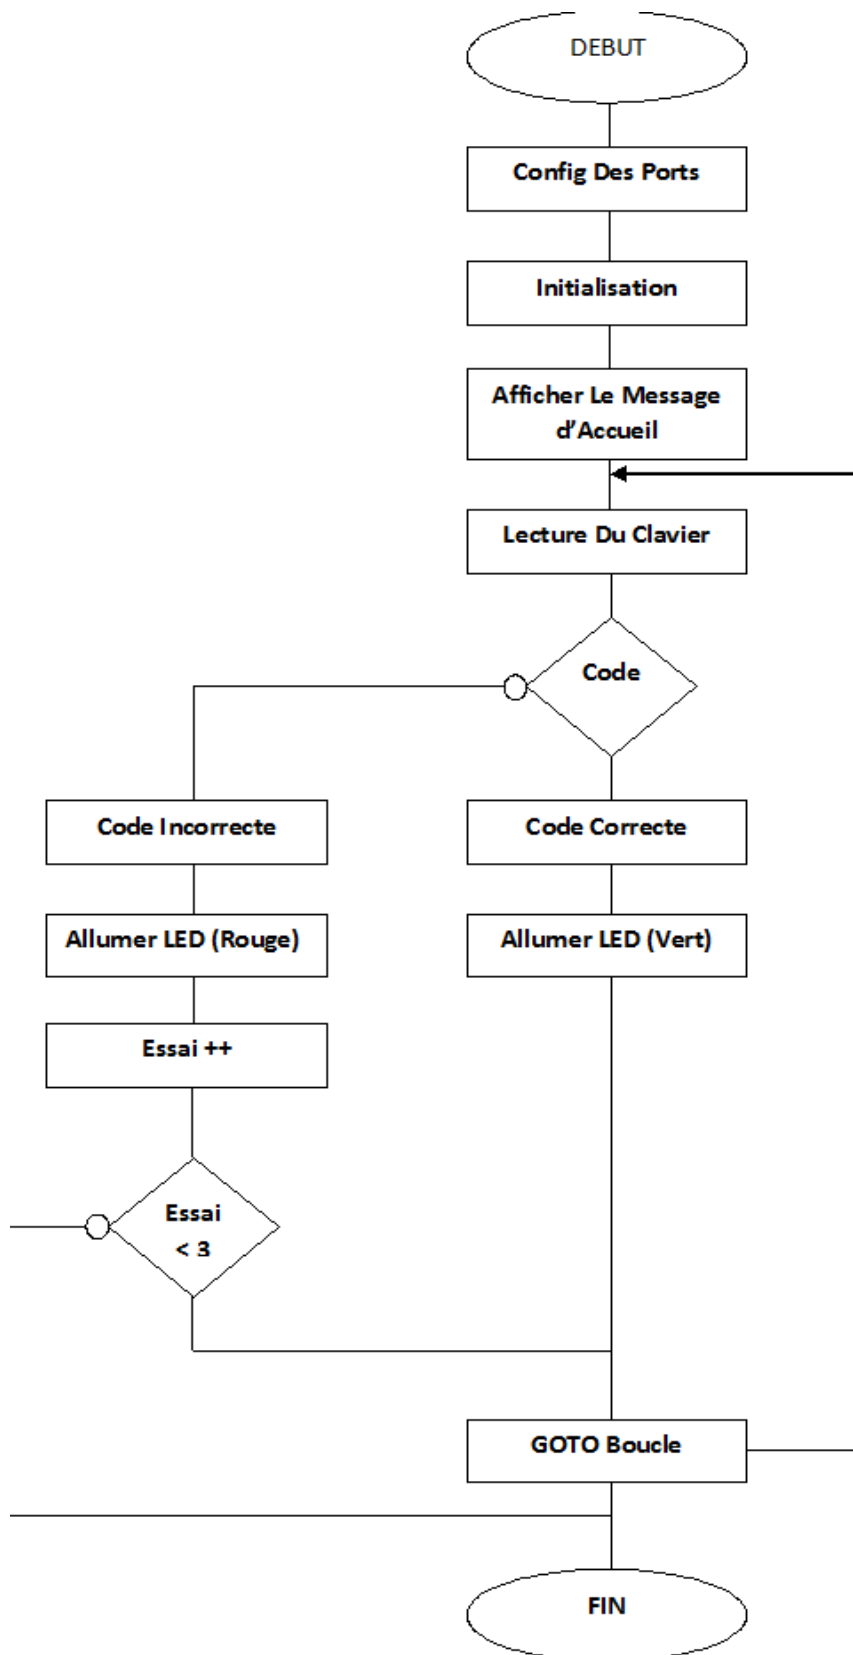 DEBUT
Config Des Ports
Initialisation
Afficher Le Message
d'Accueil
Lecture Du Clavier
Code
Code Incorrecte
Code Correcte
Allumer LED (Rouge)
Allumer LED (Vert)
Essai ++
Essai
< 3
GOTO Boucle
FIN